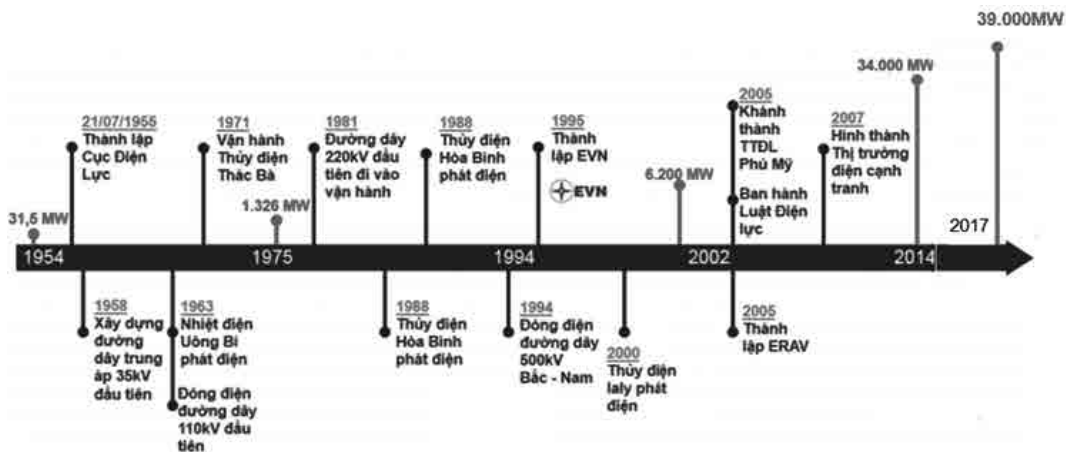 39.000MW
34.000 MW
21/07/1955
Thành lập
Cục Điện
Lực
1971
Vận hành
Thủy điện
Thác Bà
1981
Đường dây
220kV đầu
tiên đi vào
vận hành
1988
Thủy điện
Hòa Bình
phát điện
1995
Thành
lập EVN
EVN
2005
Khánh
thành
TTĐL
Phú Mỹ
Ban hành
Luật Điện
lực
2007
Hình thành
Thị trường
điện cạnh
tranh
31,5 MW
1.326 MW
6.200 MW
2017
1954
1975
1994
2002
2014
1958
Xây dựng
đường
dây trung
áp 35kV
đầu tiên
1963
Nhiệt điện
Uông Bí
phát điện
Đóng điện
đường dây
110kV đầu
tiên
1988
Thủy điện
Hòa Bình
phát điện
1994
Đóng điện
đường dây
500kV
Bắc - Nam
2000
Thủy điện
Ialy phát
điện
2005
Thành
lập ERAV